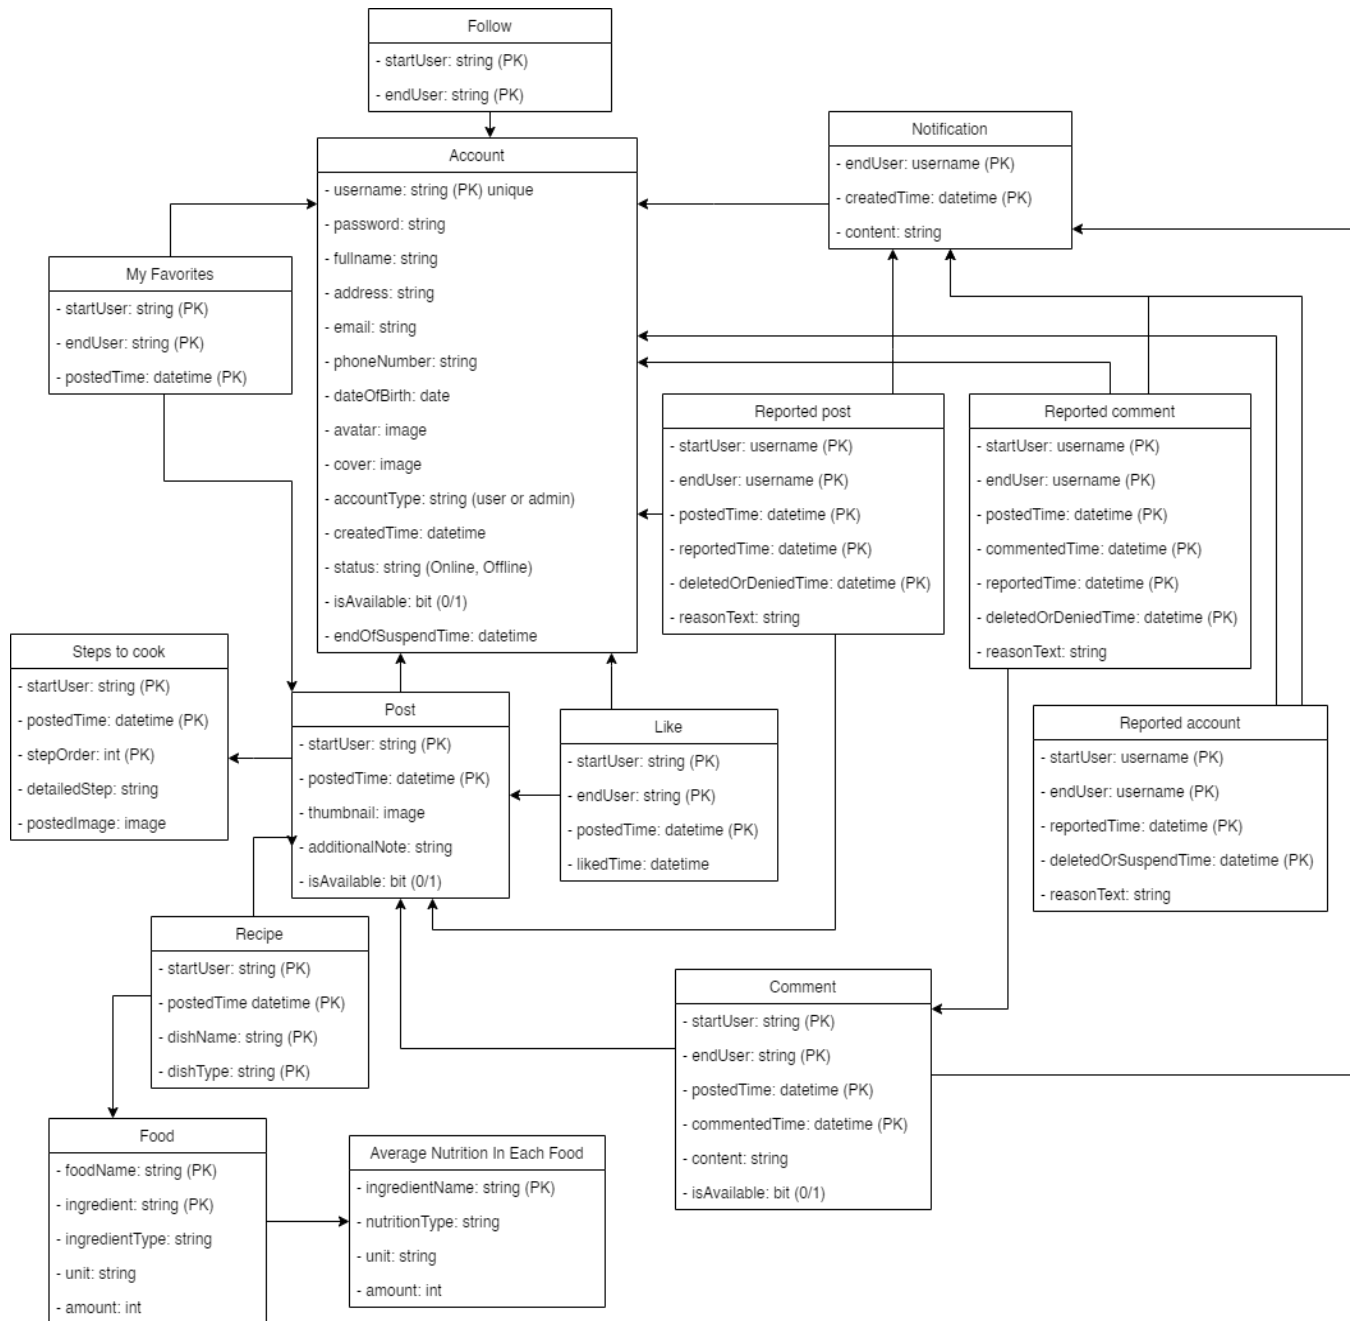 Follow
- startUser: string (PK)
- endUser: string (PK)
Notification
- endUser: username (PK)
- createdTime: datetime (PK)
- content: string
Account
- username: string (PK) unique
- password: string
- fullname: string
- address: string
- email: string
- phoneNumber: string
- dateOfBirth: date
- avatar: image
- cover: image
- accountType: string (user or admin)
- createdTime: datetime
- status: string (Online, Offline)
- isAvailable: bit (0/1)
- endOfSuspendTime: datetime
My Favorites
- startUser: string (PK)
- endUser: string (PK)
- postedTime: datetime (PK)
Reported post
- startUser: username (PK)
- endUser: username (PK)
- postedTime: datetime (PK)
- reportedTime: datetime (PK)
- deletedOrDeniedTime: datetime (PK)
- reasonText: string
Reported comment
- startUser: username (PK)
- endUser: username (PK)
- postedTime: datetime (PK)
- commentedTime: datetime (PK)
- reportedTime: datetime (PK)
- deletedOrDeniedTime: datetime (PK)
- reasonText: string
Steps to cook
- startUser: string (PK)
- postedTime: datetime (PK)
- stepOrder: int (PK)
- detailedStep: string
- postedImage: image
Post
- startUser: string (PK)
- postedTime: datetime (PK)
- thumbnail: image
- additionalNote: string
- isAvailable: bit (0/1)
Like
- startUser: string (PK)
- endUser: string (PK)
- postedTime: datetime (PK)
- likedTime: datetime
Reported account
- startUser: username (PK)
- endUser: username (PK)
- reportedTime: datetime (PK)
- deletedOrSuspendTime: datetime (PK)
- reasonText: string
Recipe
- startUser: string (PK)
- postedTime datetime (PK)
- dishName: string (PK)
- dishType: string (PK)
Comment
- startUser: string (PK)
- endUser: string (PK)
- postedTime: datetime (PK)
- commentedTime: datetime (PK)
- content: string
- isAvailable: bit (0/1)
Food
- foodName: string (PK)
- ingredient: string (PK)
- ingredientType: string
- unit: string
- amount: int
Average Nutrition In Each Food
- ingredientName: string (PK)
- nutritionType: string
- unit: string
- amount: int